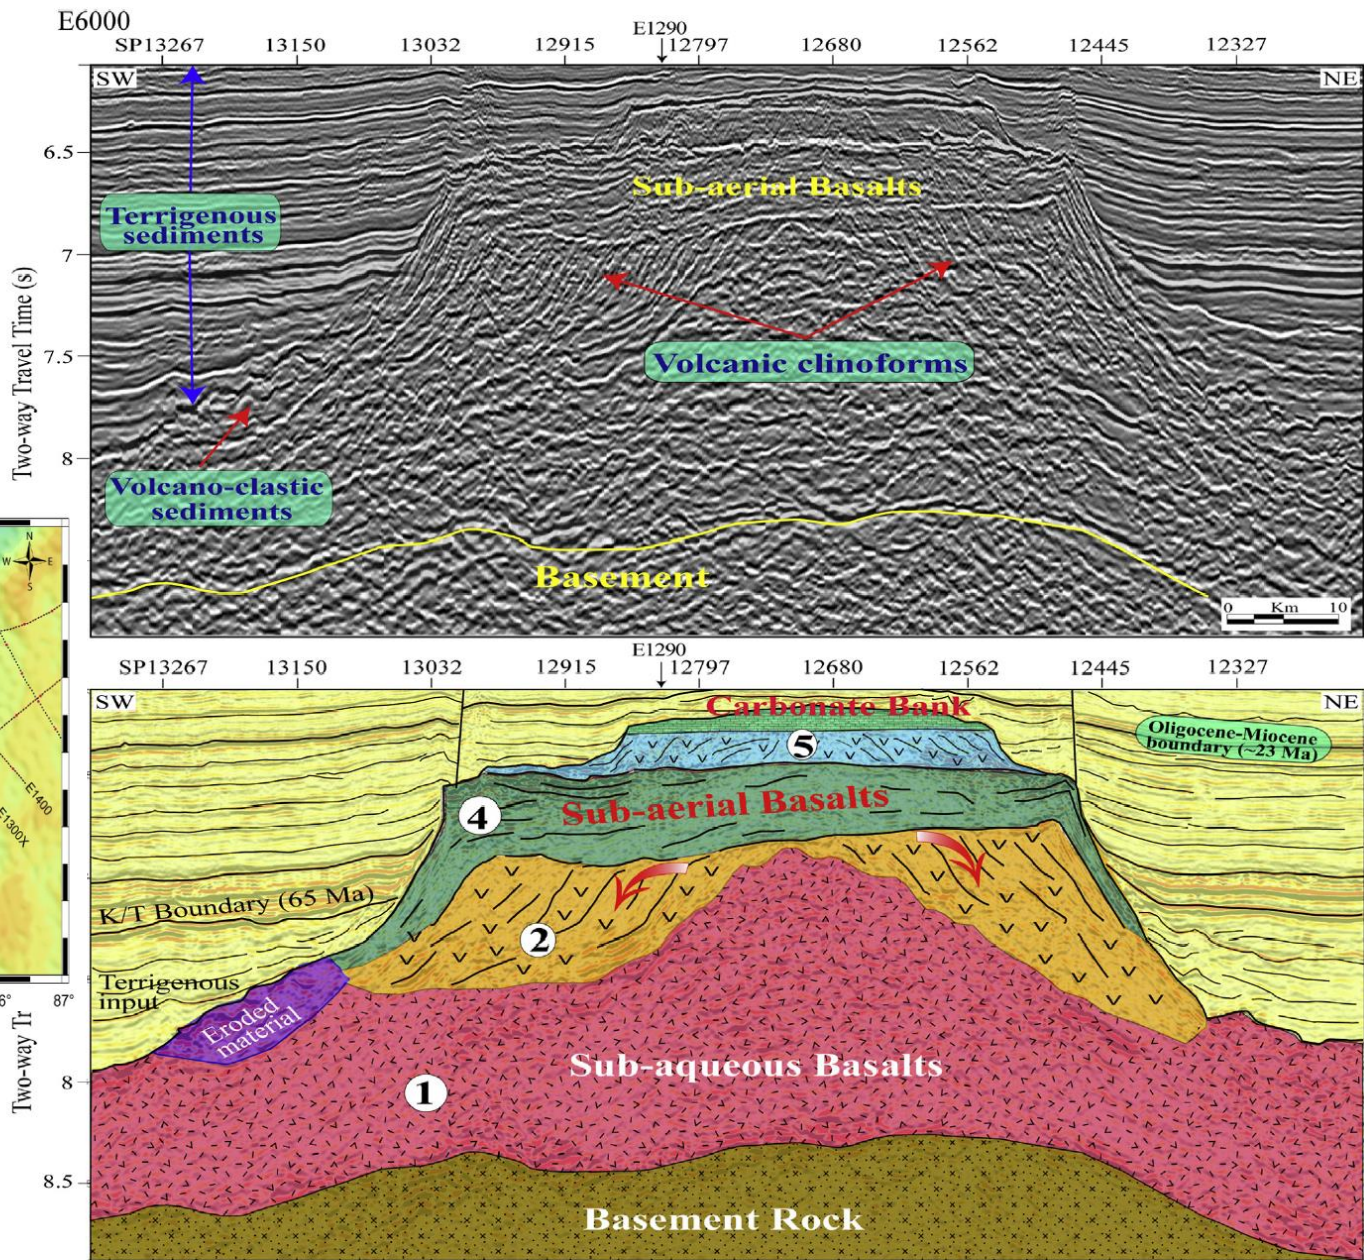 E6000
E1290
SP13267 13150 13032 12915 12797 12680 12562 12445 12327
SW NE
6.5
Sub-aerial Basalts
Terrigenous
sediments
7
Two-way Travel Time (s)
7.5
Volcanic clinoforms
8
Volcano-clastic
sediments
Basement
0 Km 10
N
W E
S
E1400
E1300X
6° 87°
E1290
SP13267 13150 13032 12915 12797 12680 12562 12445 12327
SW NE
Carbonate Bank
Oligocene-Miocene
boundary (~23 Ma)
5
Sub-aerial Basalts
4
K/T Boundary (65 Ma)
2
Terrigenous
input
Eroded
material
Two-way Tr
Sub-aqueous Basalts
8
1
8.5
Basement Rock